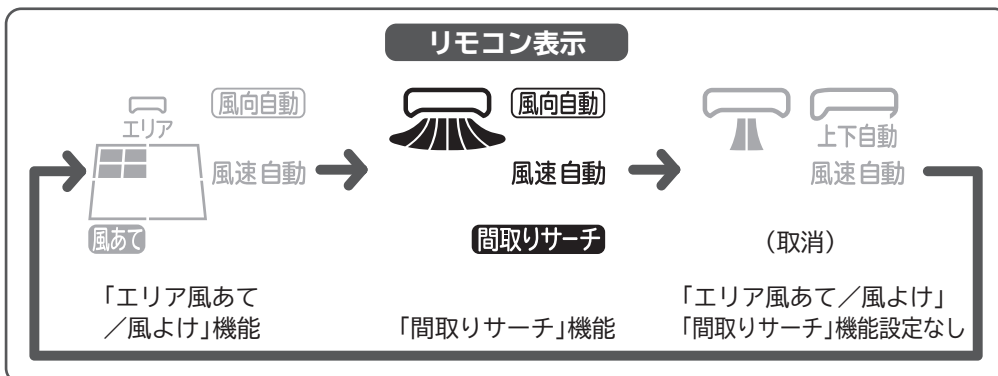 リモコン表示
エリア
風向自動
風速自動
風あて
「エリア風あて
／風よけ」機能
風向自動
風速自動
間取りサーチ
「間取りサーチ」機能
上下自動
風速自動
（取消）
「エリア風あて／風よけ」
「間取りサーチ」機能設定なし